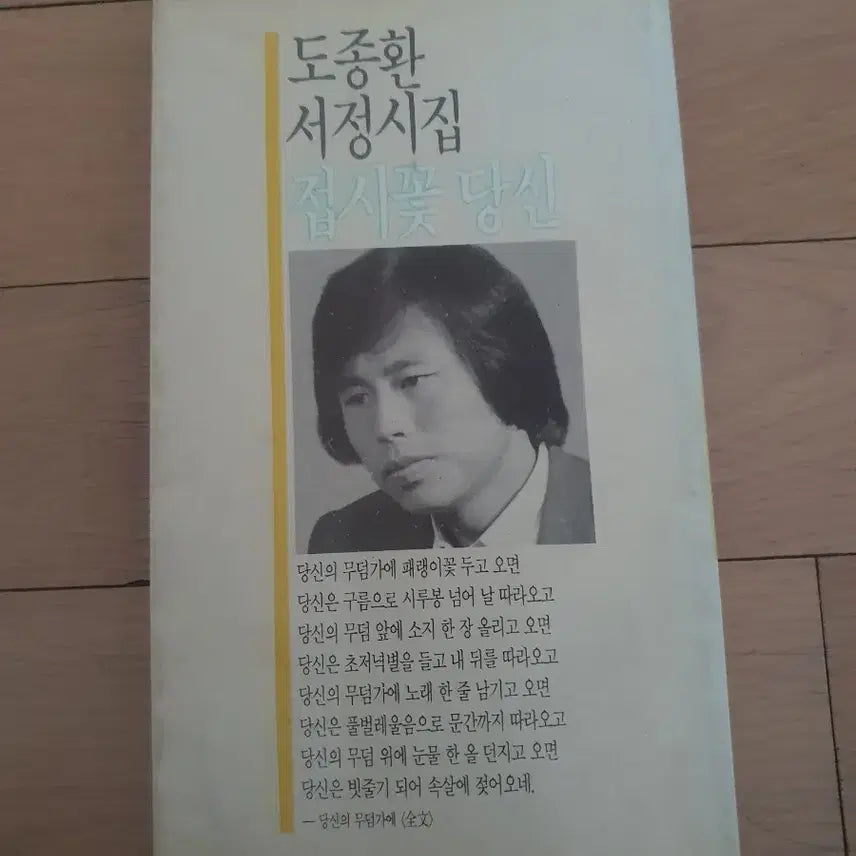 도종환
서정시집
접시꽃 당신
당신의 무덤가에 패랭이꽃 두고 오면
당신은 구름으로 시루봉 넘어 날 따라오고
당신의 무덤 앞에 소지 한 장 올리고 오면
당신은 초저녁별을 들고 내 뒤를 따라오고
당신의 무덤가에 노래 한 줄 남기고 오면
당신은 풀벌레울음으로 문간까지 따라오고
당신의 무덤 위에 눈물 한 올 던지고 오면
당신은 빗줄기 되어 속살에 젖어오네.
— 당신의 무덤가에 〈全文〉